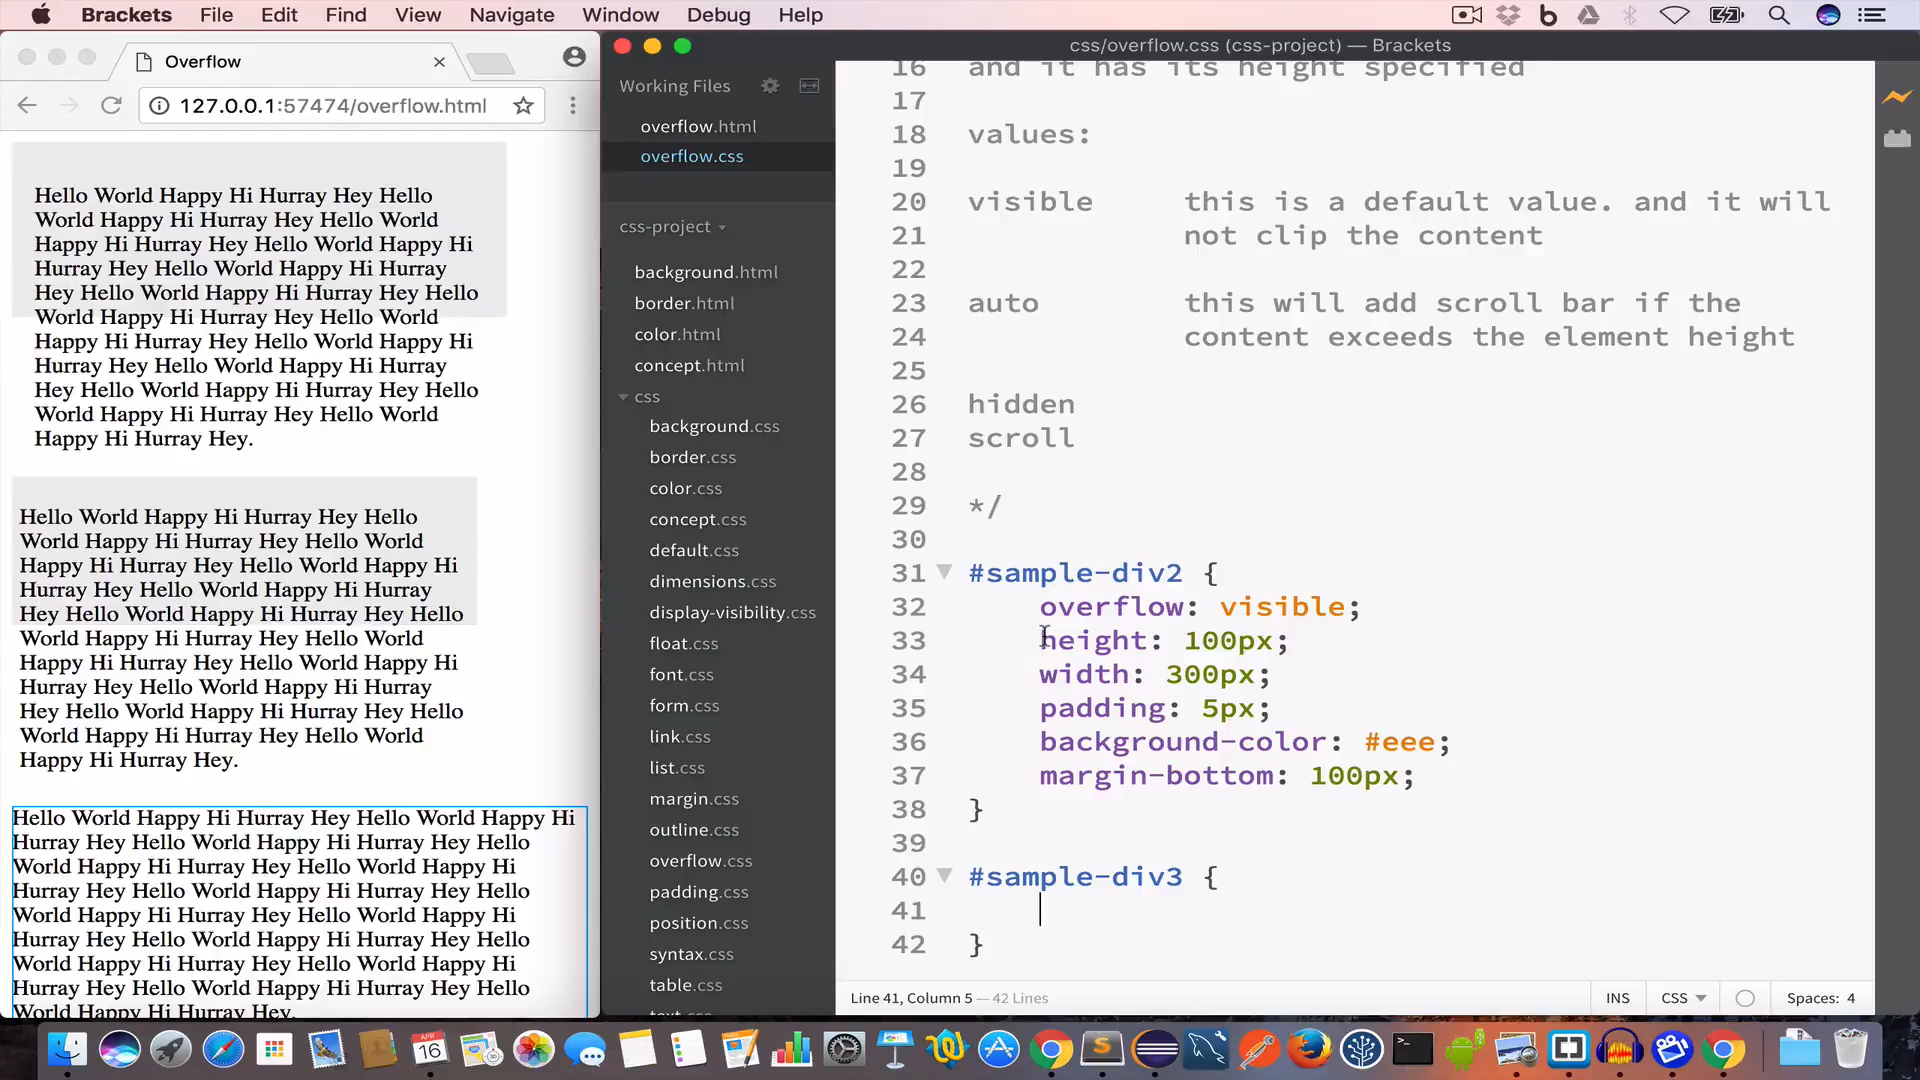 Brackets File Edit Find View Navigate Window Debug Help
Overflow
127.0.0.1:57474/overflow.html
Hello World Happy Hi Hurray Hey Hello
World Happy Hi Hurray Hey Hello World
Happy Hi Hurray Hey Hello World Happy Hi
Hurray Hey Hello World Happy Hi Hurray
Hey Hello World Happy Hi Hurray Hey Hello
World Happy Hi Hurray Hey Hello World
Happy Hi Hurray Hey Hello World Happy Hi
Hurray Hey Hello World Happy Hi Hurray
Hey Hello World Happy Hi Hurray Hey Hello
World Happy Hi Hurray Hey Hello World
Happy Hi Hurray Hey.
Hello World Happy Hi Hurray Hey Hello
World Happy Hi Hurray Hey Hello World
Happy Hi Hurray Hey Hello World Happy Hi
Hurray Hey Hello World Happy Hi Hurray
Hey Hello World Happy Hi Hurray Hey Hello
World Happy Hi Hurray Hey Hello World
Happy Hi Hurray Hey Hello World Happy Hi
Hurray Hey Hello World Happy Hi Hurray
Hey Hello World Happy Hi Hurray Hey Hello
World Happy Hi Hurray Hey Hello World
Happy Hi Hurray Hey.
Hello World Happy Hi Hurray Hey Hello World Happy Hi
Hurray Hey Hello World Happy Hi Hurray Hey Hello
World Happy Hi Hurray Hey Hello World Happy Hi
Hurray Hey Hello World Happy Hi Hurray Hey Hello
World Happy Hi Hurray Hey Hello World Happy Hi
Hurray Hey Hello World Happy Hi Hurray Hey Hello
World Happy Hi Hurray Hey Hello World Happy Hi
Hurray Hey Hello World Happy Hi Hurray Hey Hello
World Happy Hi Hurray Hey.
css/overflow.css (css-project) — Brackets
Working Files
overflow.html
overflow.css
css-project
background.html
border.html
color.html
concept.html
css
background.css
border.css
color.css
concept.css
default.css
dimensions.css
display-visibility.css
float.css
font.css
form.css
link.css
list.css
margin.css
outline.css
overflow.css
padding.css
position.css
syntax.css
table.css
text.css
16 and it has its height specified
17
18 values:
19
20 visible this is a default value. and it will
21 not clip the content
22
23 auto this will add scroll bar if the
24 content exceeds the element height
25
26 hidden
27 scroll
28
29 */
30
31 #sample-div2 {
32 overflow: visible;
33 height: 100px;
34 width: 300px;
35 padding: 5px;
36 background-color: #eee;
37 margin-bottom: 100px;
38 }
39
40 #sample-div3 {
41
42 }
Line 41, Column 5 — 42 Lines
INS CSS Spaces: 4
APR
16